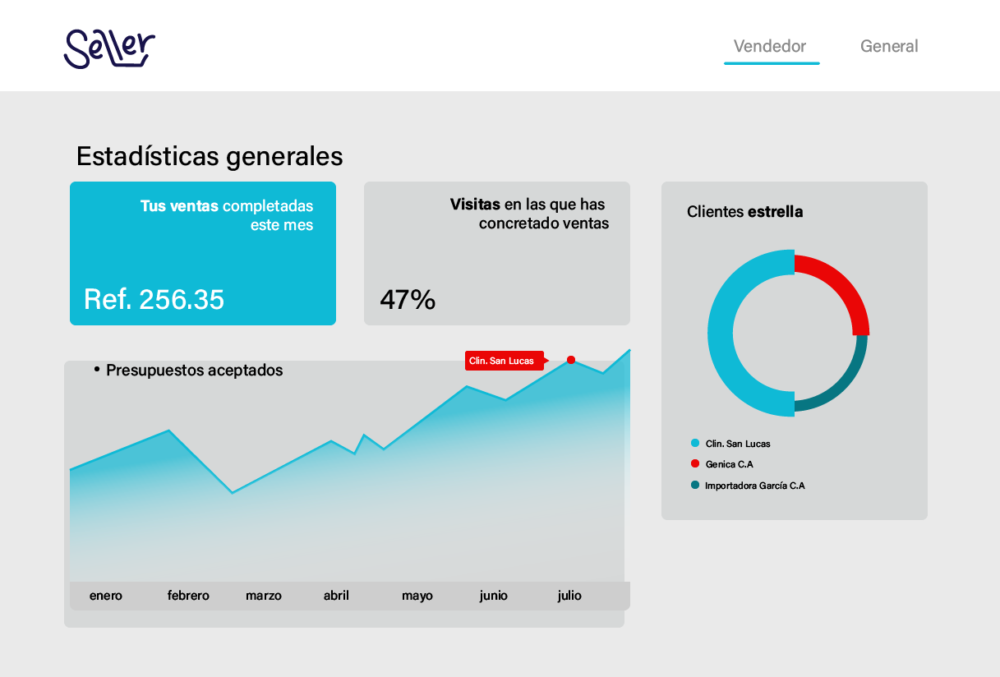 Seller
Vendedor
General
Estadísticas generales
Tus ventas completadas
este mes
Ref. 256.35
Visitas en las que has
concretado ventas
47%
Clientes estrella
Clin. San Lucas
Genica C.A
Importadora García C.A
• Presupuestos aceptados
Clin. San Lucas
enero
febrero
marzo
abril
mayo
junio
julio